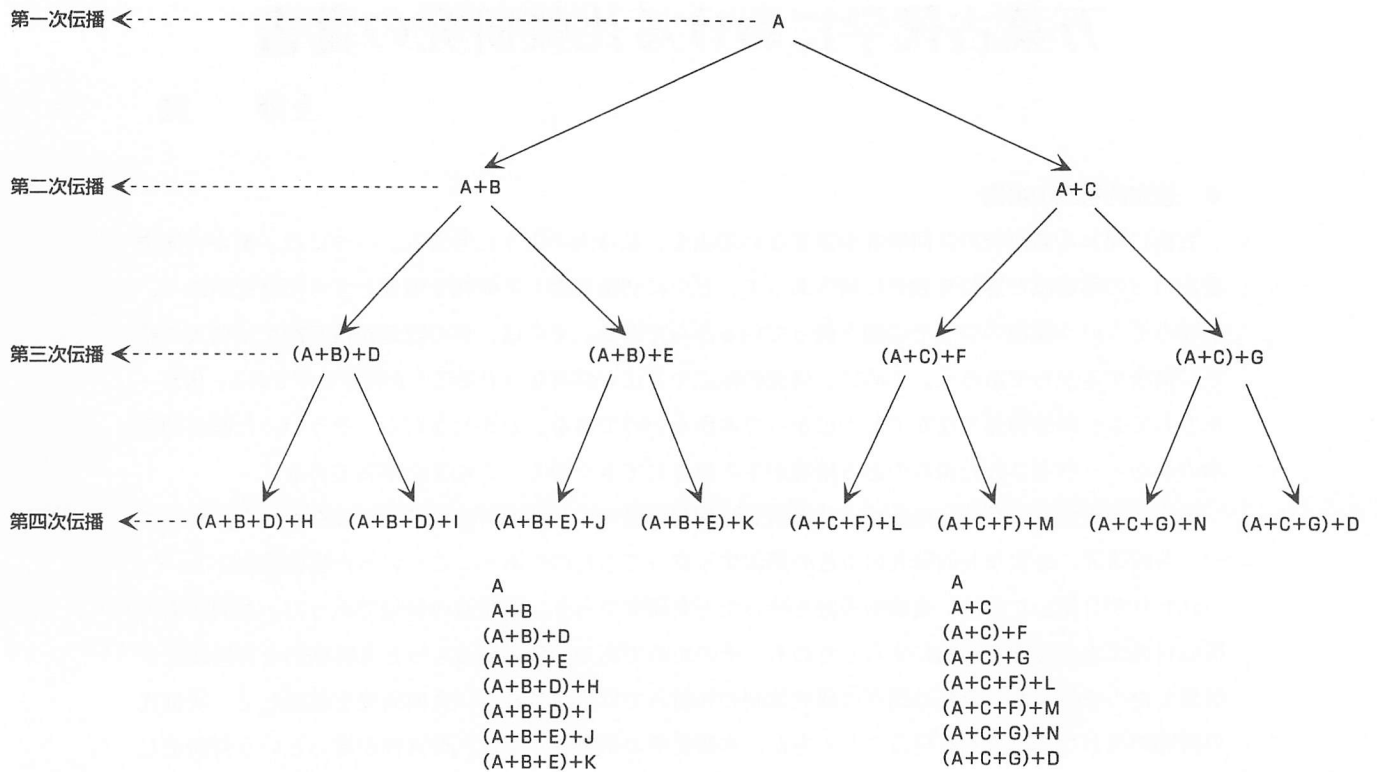 第一次伝播 A
第二次伝播 A+B A+C
第三次伝播 (A+B)+D (A+B)+E (A+C)+F (A+C)+G
第四次伝播 (A+B+D)+H (A+B+D)+I (A+B+E)+J (A+B+E)+K (A+C+F)+L (A+C+F)+M (A+C+G)+N (A+C+G)+D
A
A+B
(A+B)+D
(A+B)+E
(A+B+D)+H
(A+B+D)+I
(A+B+E)+J
(A+B+E)+K
A
A+C
(A+C)+F
(A+C)+G
(A+C+F)+L
(A+C+F)+M
(A+C+G)+N
(A+C+G)+D